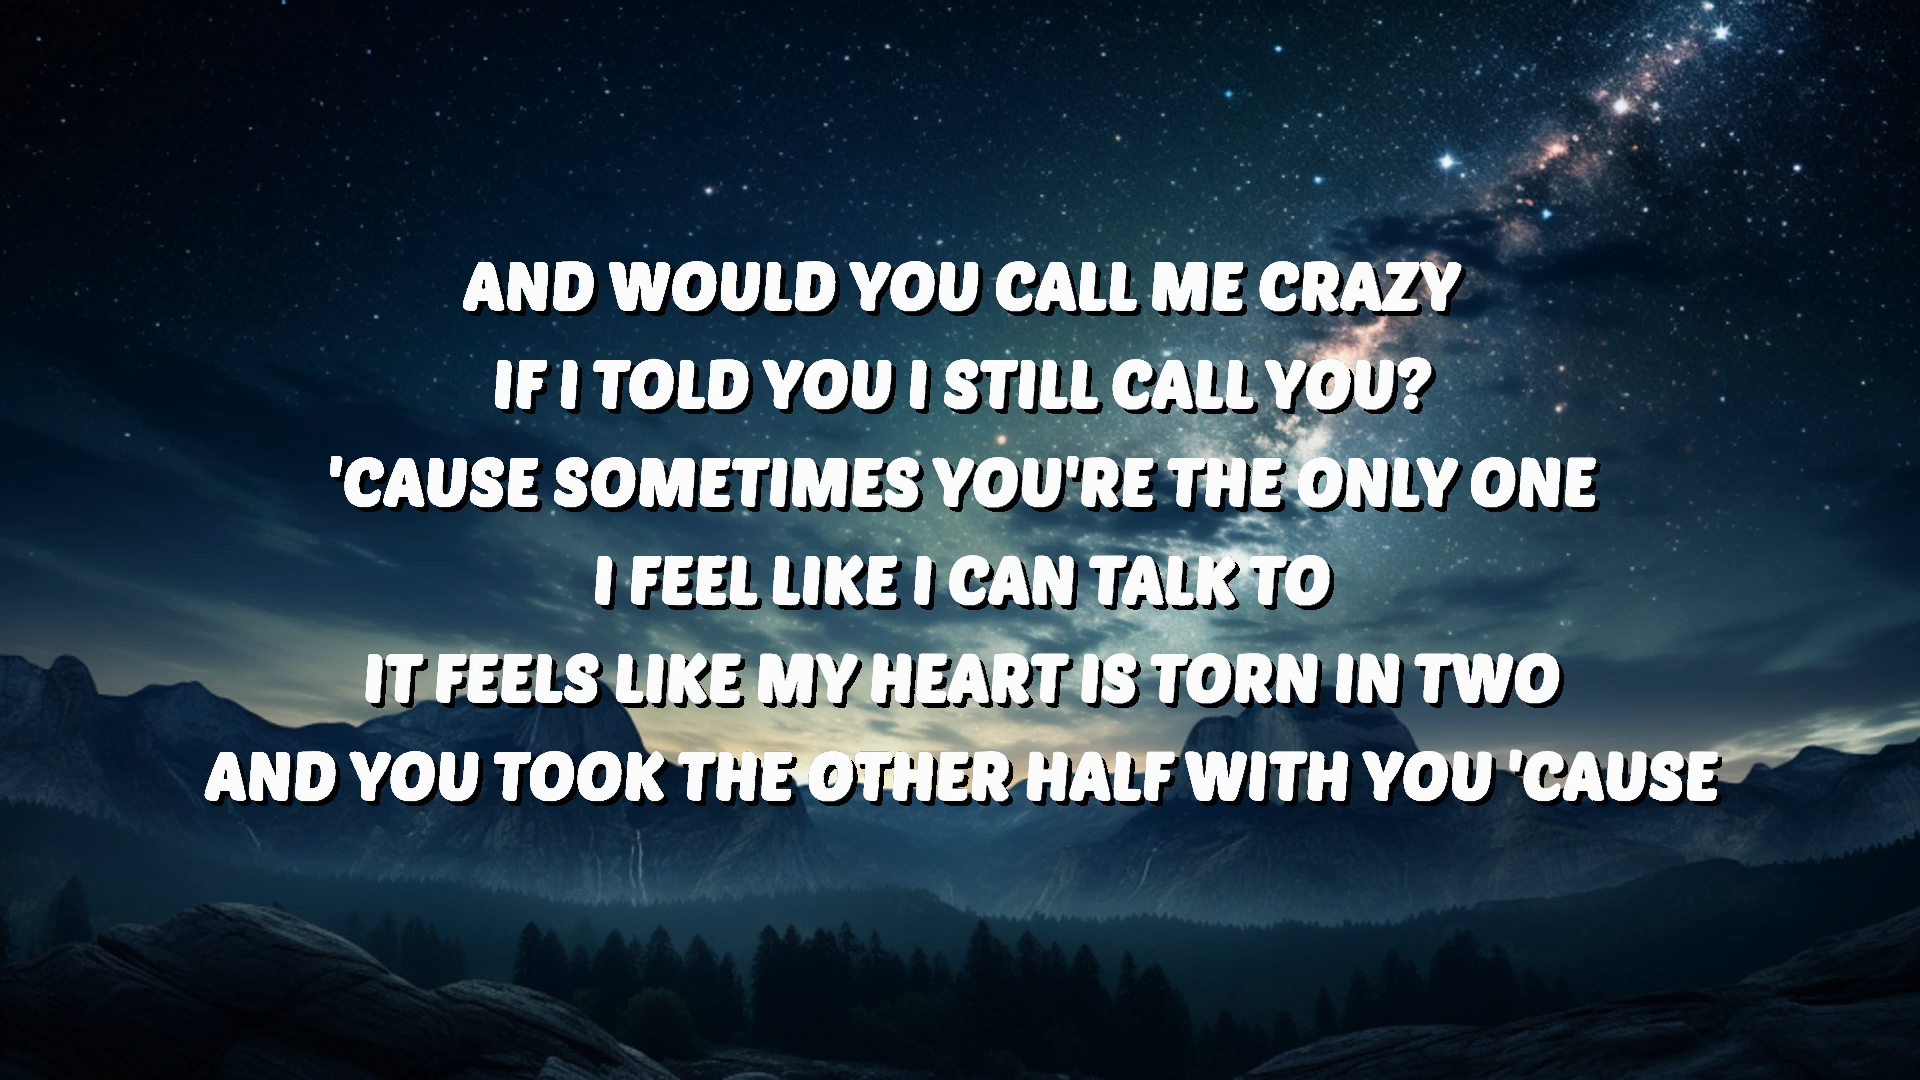 AND WOULD YOU CALL ME CRAZY
IF I TOLD YOU I STILL CALL YOU?
'CAUSE SOMETIMES YOU'RE THE ONLY ONE
I FEEL LIKE I CAN TALK TO
IT FEELS LIKE MY HEART IS TORN IN TWO
AND YOU TOOK THE OTHER HALF WITH YOU 'CAUSE